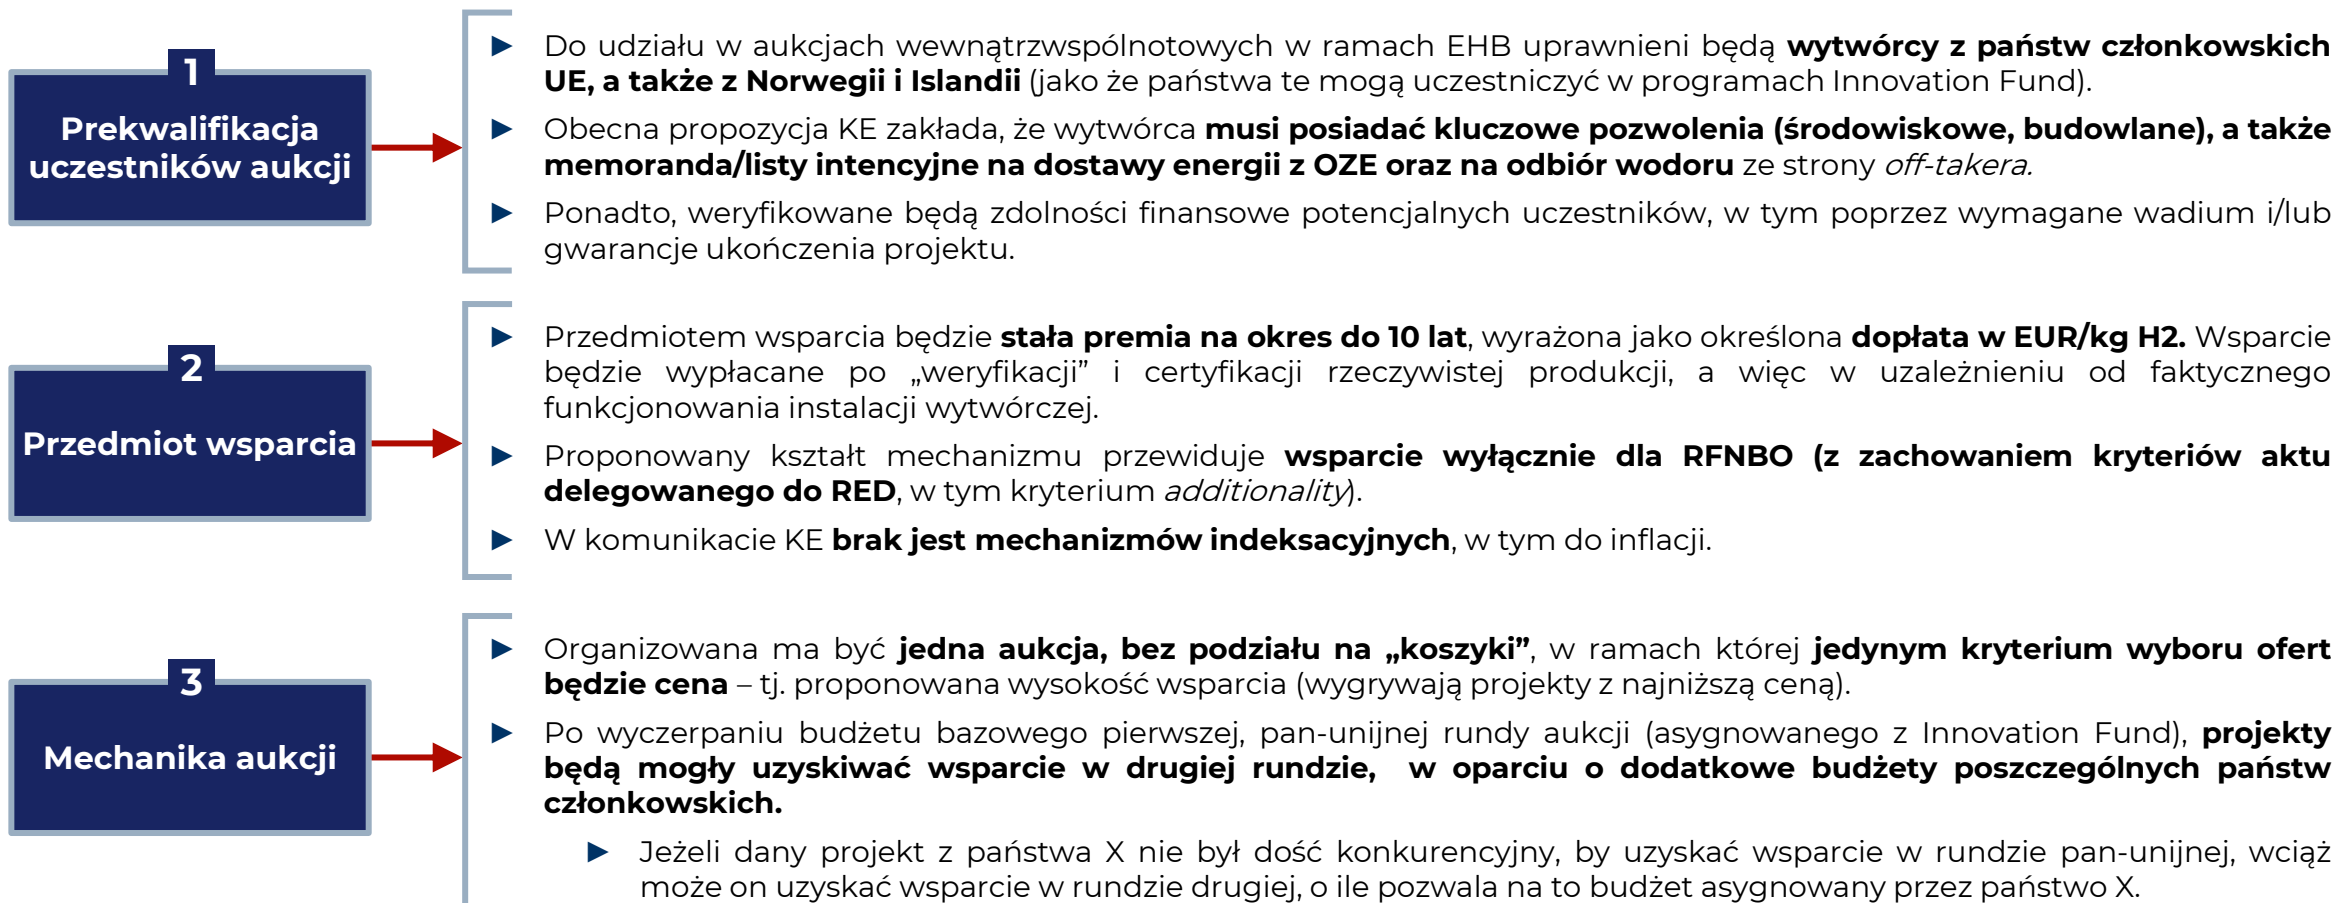 1
Prekwalifikacja
uczestników aukcji
► Do udziału w aukcjach wewnątrzwspólnotowych w ramach EHB uprawnieni będą wytwórcy z państw członkowskich
UE, a także z Norwegii i Islandii (jako że państwa te mogą uczestniczyć w programach Innovation Fund).
► Obecna propozycja KE zakłada, że wytwórca musi posiadać kluczowe pozwolenia (środowiskowe, budowlane), a także
memoranda/listy intencyjne na dostawy energii z OZE oraz na odbiór wodoru ze strony off-takera.
► Ponadto, weryfikowane będą zdolności finansowe potencjalnych uczestników, w tym poprzez wymagane wadium i/lub
gwarancje ukończenia projektu.
2
Przedmiot wsparcia
► Przedmiotem wsparcia będzie stała premia na okres do 10 lat, wyrażona jako określona dopłata w EUR/kg H2. Wsparcie
będzie wypłacane po „weryfikacji” i certyfikacji rzeczywistej produkcji, a więc w uzależnieniu od faktycznego
funkcjonowania instalacji wytwórczej.
► Proponowany kształt mechanizmu przewiduje wsparcie wyłącznie dla RFNBO (z zachowaniem kryteriów aktu
delegowanego do RED, w tym kryterium additionality).
► W komunikacie KE brak jest mechanizmów indeksacyjnych, w tym do inflacji.
3
Mechanika aukcji
► Organizowana ma być jedna aukcja, bez podziału na „koszyki”, w ramach której jedynym kryterium wyboru ofert
będzie cena – tj. proponowana wysokość wsparcia (wygrywają projekty z najniższą ceną).
► Po wyczerpaniu budżetu bazowego pierwszej, pan-unijnej rundy aukcji (asygnowanego z Innovation Fund), projekty
będą mogły uzyskiwać wsparcie w drugiej rundzie, w oparciu o dodatkowe budżety poszczególnych państw
członkowskich.
► Jeżeli dany projekt z państwa X nie był dość konkurencyjny, by uzyskać wsparcie w rundzie pan-unijnej, wciąż
może on uzyskać wsparcie w rundzie drugiej, o ile pozwala na to budżet asygnowany przez państwo X.